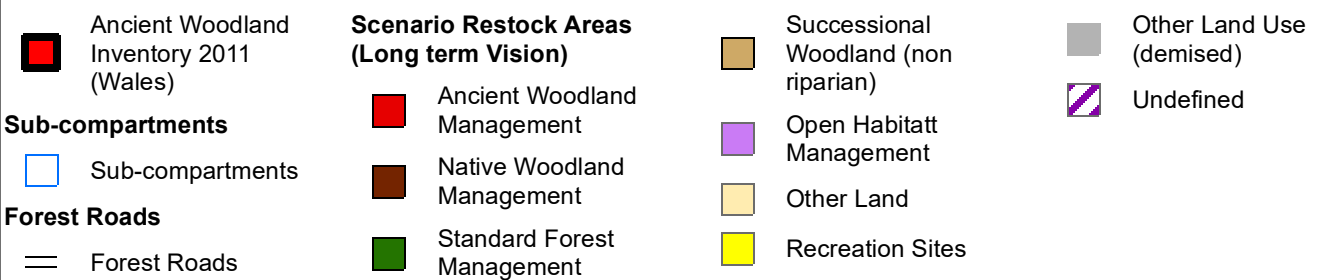 Ancient Woodland
Inventory 2011
(Wales)
Sub-compartments
Sub-compartments
Forest Roads
Forest Roads
Scenario Restock Areas
(Long term Vision)
Ancient Woodland
Management
Native Woodland
Management
Standard Forest
Management
Successional
Woodland (non
riparian)
Open Habitatt
Management
Other Land
Recreation Sites
Other Land Use
(demised)
Undefined